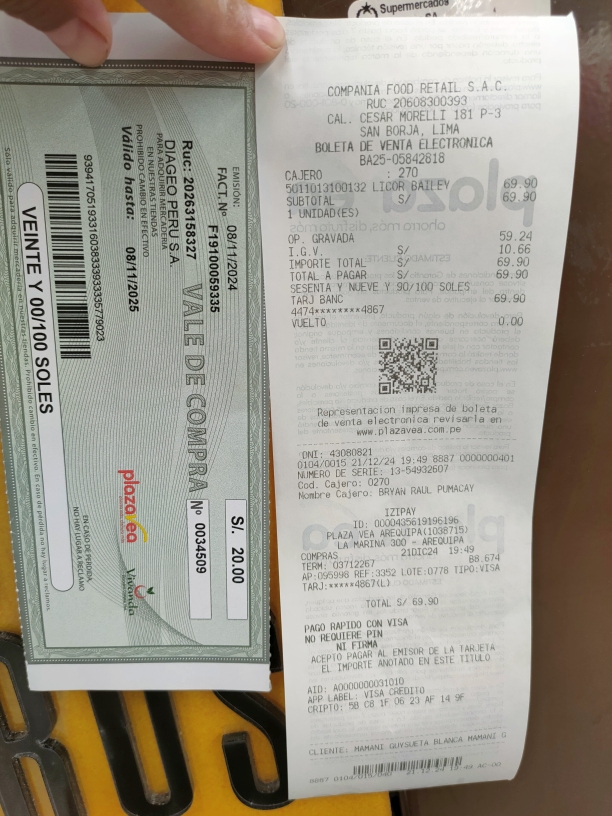 Supermercados
SA
EMISIÓN: 08/11/2024
FACT. Nº F19100059335
Ruc: 20263158327
DIAGEO PERU S.A.
PARA ADQUIRIR MERCADERIA
EN NUESTRAS TIENDAS
PROHIBIDO CAMBIO EN EFECTIVO
Válido hasta: 08/11/2025
VALE DE COMPRA
Nº 0034509
S/. 20.00
plazavea
Vivanda
EN CASO DE PERDIDA
NO HAY LUGAR A RECLAMO
VEINTE Y 00/100 SOLES
Solo válido para adquirir mercadería en nuestras tiendas. Prohibido cambio en efectivo. En caso de pérdida no hay lugar a reclamos.
COMPANIA FOOD RETAIL S.A.C.
RUC 20608300393
CAL. CESAR MORELLI 181 P-3
SAN BORJA, LIMA
BOLETA DE VENTA ELECTRONICA
BA25-05842818
CAJERO : 270
5011013100132 LICOR BAILEY 69.90
SUBTOTAL S/ 69.90
1 UNIDAD(ES)
OP. GRAVADA 59.24
I.G.V. S/ 10.66
IMPORTE TOTAL S/ 69.90
TOTAL A PAGAR S/ 69.90
SESENTA Y NUEVE Y 90/100 SOLES
TARJ BANC 69.90
4474********4867
VUELTO 0.00
Representacion impresa de boleta
de venta electronica revisarla en
www.plazavea.com.pe
DNI: 43080821
0104/0015 21/12/24 19:49 8887 0000000401
NUMERO DE SERIE: 13-54932607
Cod. Cajero: 0270
Nombre Cajero: BRYAN RAUL PUMACAY
IZIPAY
ID: 0000435619196196
PLAZA VEA AREQUIPA(1038715)
LA MARINA 300 - AREQUIPA
COMPRAS 21DIC24 19:49
TERM: 03712267 B8.674
AP:095998 REF:3352 LOTE:0778 TIPO:VISA
TARJ:*****4867(L)
TOTAL S/ 69.90
PAGO RAPIDO CON VISA
NO REQUIERE PIN
NI FIRMA
ACEPTO PAGAR AL EMISOR DE LA TARJETA
EL IMPORTE ANOTADO EN ESTE TITULO
AID: A0000000031010
APP LABEL: VISA CREDITO
CRIPTO: 5B C8 1F 06 23 AF 14 9F
CLIENTE: MAMANI GUYSUETA BLANCA MAMANI G